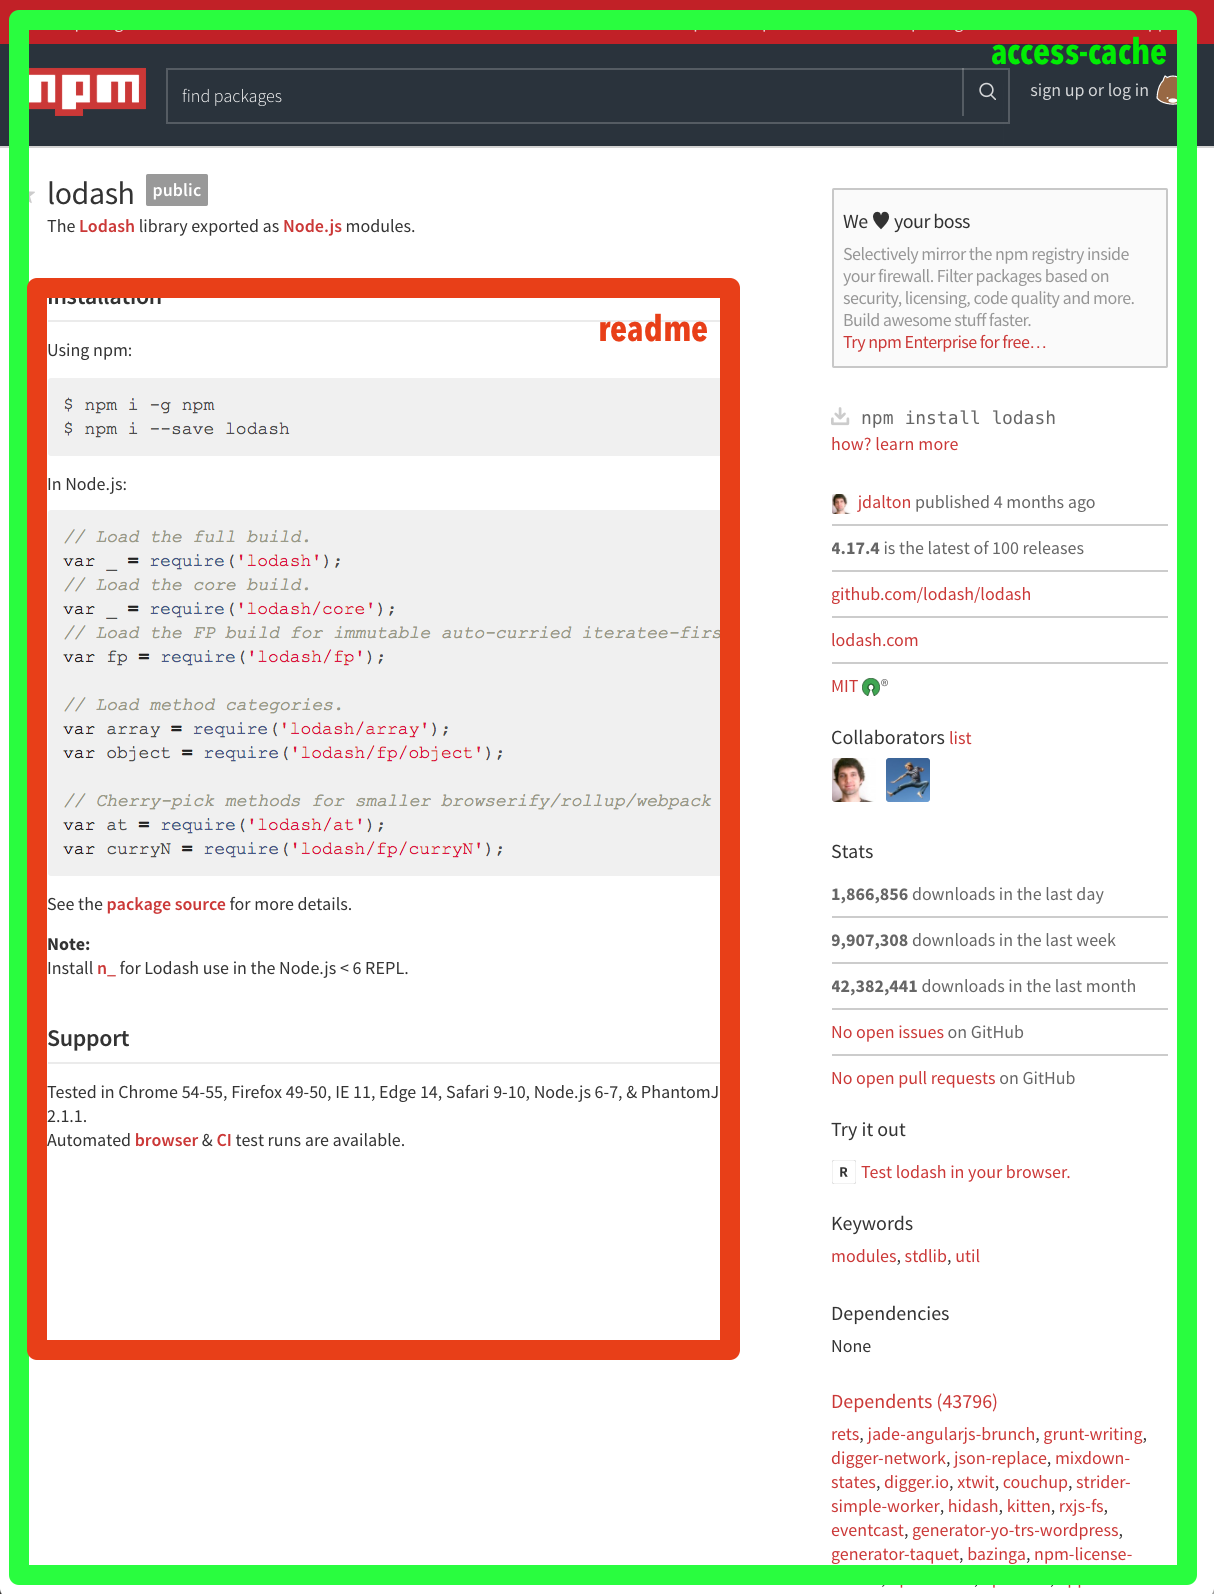 access-cache
npm
find packages
sign up or log in
lodash public
The Lodash library exported as Node.js modules.
Installation
readme
Using npm:
$ npm i -g npm
$ npm i --save lodash
In Node.js:
// Load the full build.
var _ = require('lodash');
// Load the core build.
var _ = require('lodash/core');
// Load the FP build for immutable auto-curried iteratee-firs
var fp = require('lodash/fp');
// Load method categories.
var array = require('lodash/array');
var object = require('lodash/fp/object');
// Cherry-pick methods for smaller browserify/rollup/webpack
var at = require('lodash/at');
var curryN = require('lodash/fp/curryN');
See the package source for more details.
Note:
Install n_ for Lodash use in the Node.js < 6 REPL.
Support
Tested in Chrome 54-55, Firefox 49-50, IE 11, Edge 14, Safari 9-10, Node.js 6-7, & PhantomJ
2.1.1.
Automated browser & CI test runs are available.
We ♥ your boss
Selectively mirror the npm registry inside
your firewall. Filter packages based on
security, licensing, code quality and more.
Build awesome stuff faster.
Try npm Enterprise for free…
npm install lodash
how? learn more
jdalton published 4 months ago
4.17.4 is the latest of 100 releases
github.com/lodash/lodash
lodash.com
MIT ®
Collaborators list
Stats
1,866,856 downloads in the last day
9,907,308 downloads in the last week
42,382,441 downloads in the last month
No open issues on GitHub
No open pull requests on GitHub
Try it out
R Test lodash in your browser.
Keywords
modules, stdlib, util
Dependencies
None
Dependents (43796)
rets, jade-angularjs-brunch, grunt-writing,
digger-network, json-replace, mixdown-
states, digger.io, xtwit, couchup, strider-
simple-worker, hidash, kitten, rxjs-fs,
eventcast, generator-yo-trs-wordpress,
generator-taquet, bazinga, npm-license-